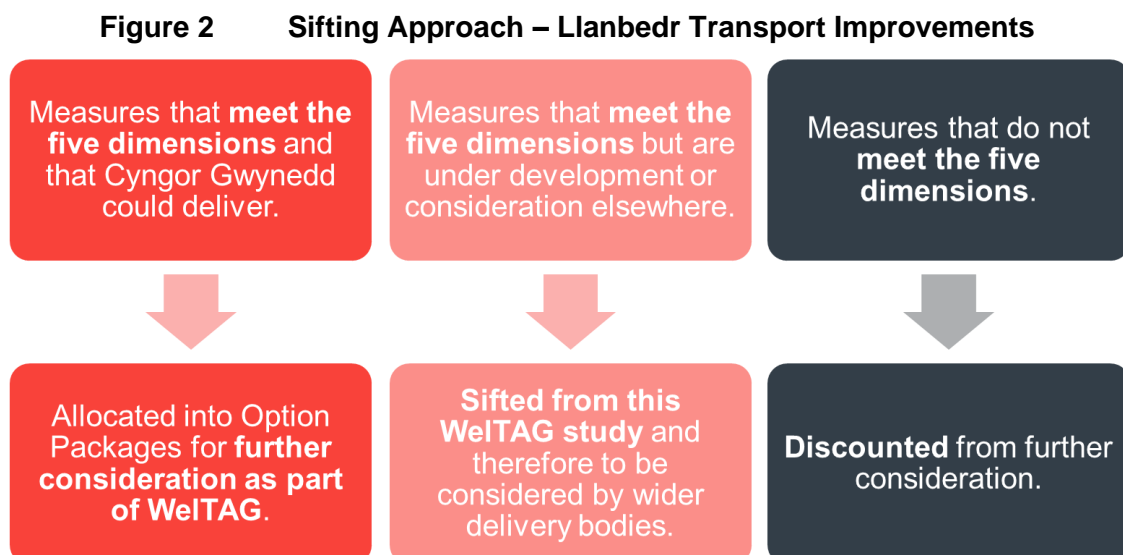 Figure 2 Sifting Approach – Llanbedr Transport Improvements
Measures that meet the
five dimensions and
that Cyngor Gwynedd
could deliver.
Measures that meet the
five dimensions but are
under development or
consideration elsewhere.
Measures that do not
meet the five
dimensions.
Allocated into Option
Packages for further
consideration as part
of WelTAG.
Sifted from this
WelTAG study and
therefore to be
considered by wider
delivery bodies.
Discounted from further
consideration.